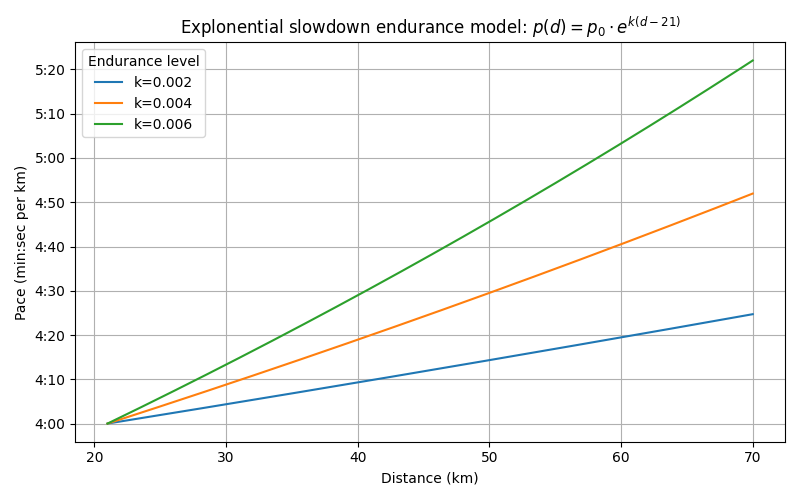 Explonential slowdown endurance model: p(d) = p₀ · e^{k(d−21)}
Endurance level
k=0.002
k=0.004
k=0.006
Pace (min:sec per km)
5:20
5:10
5:00
4:50
4:40
4:30
4:20
4:10
4:00
20 30 40 50 60 70
Distance (km)